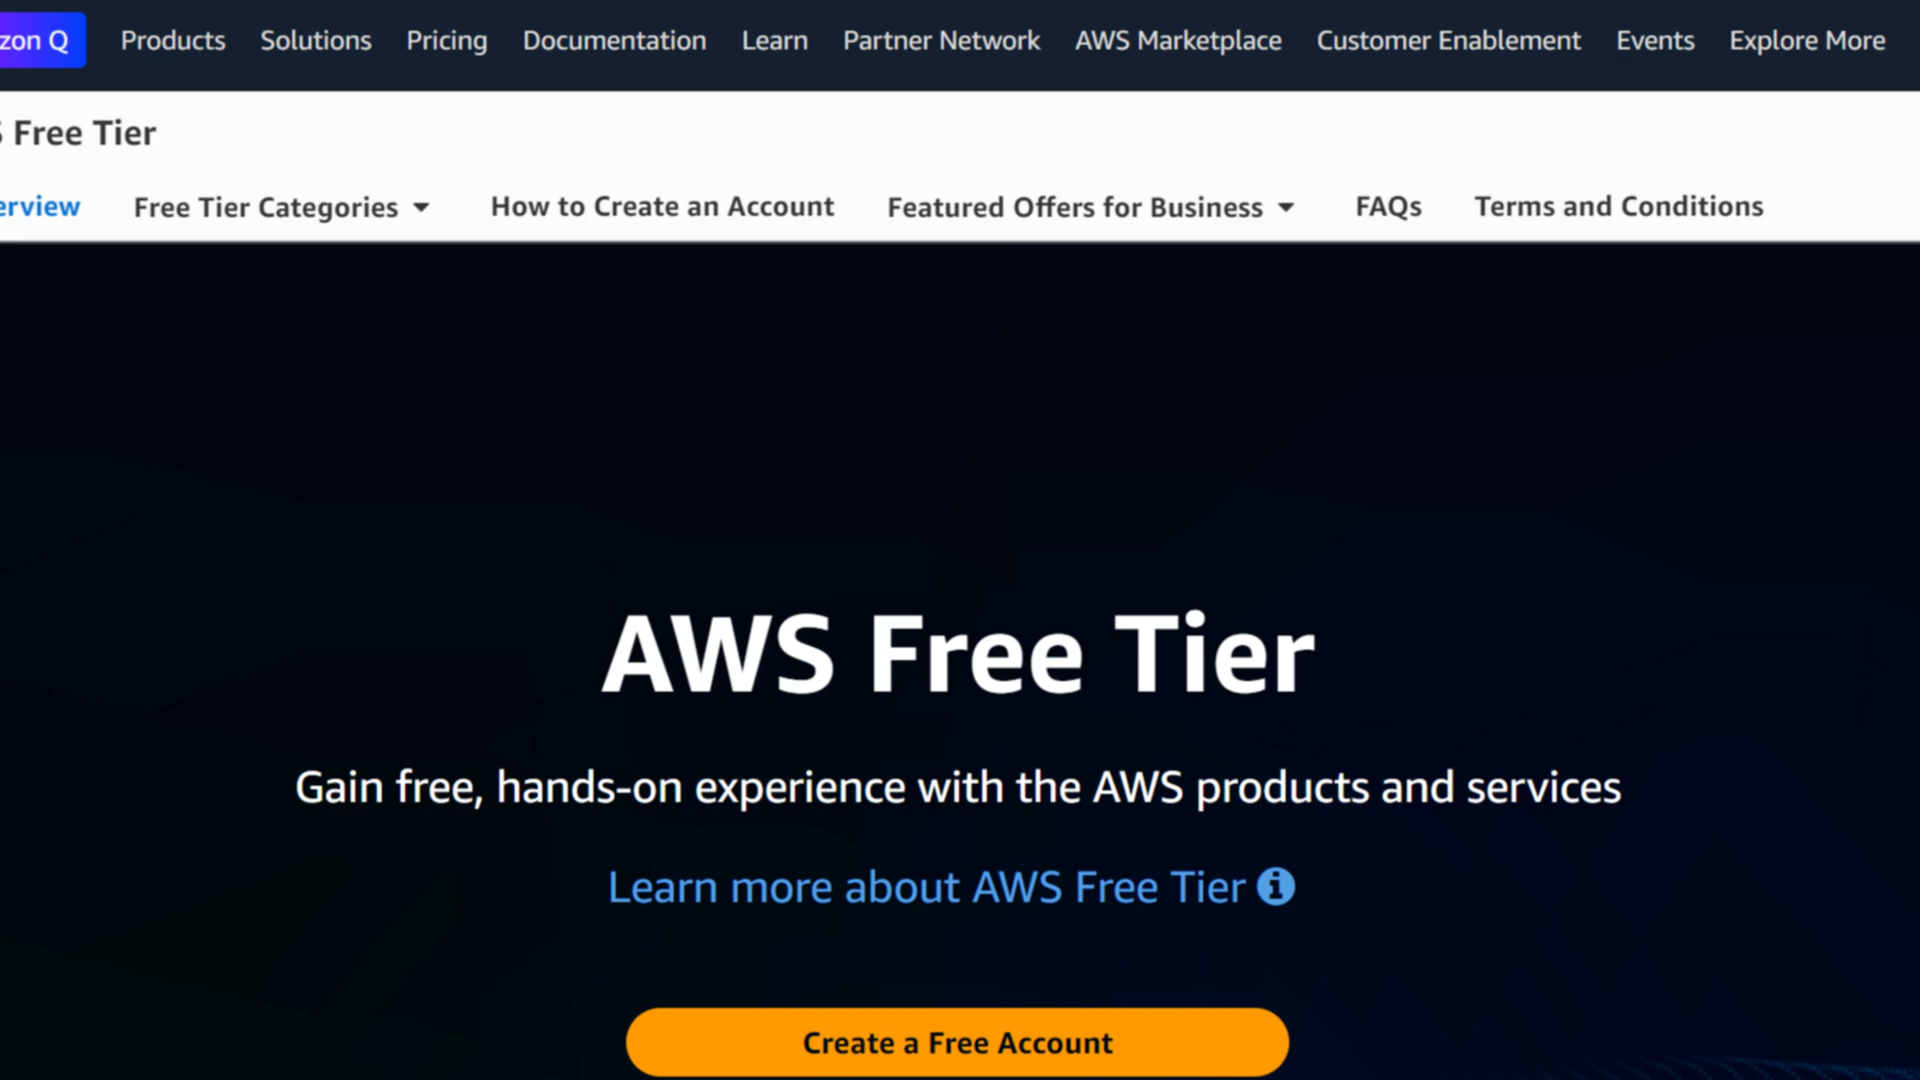 zon Q Products Solutions Pricing Documentation Learn Partner Network AWS Marketplace Customer Enablement Events Explore More
S Free Tier
erview Free Tier Categories How to Create an Account Featured Offers for Business FAQs Terms and Conditions
AWS Free Tier
Gain free, hands-on experience with the AWS products and services
Learn more about AWS Free Tier
Create a Free Account